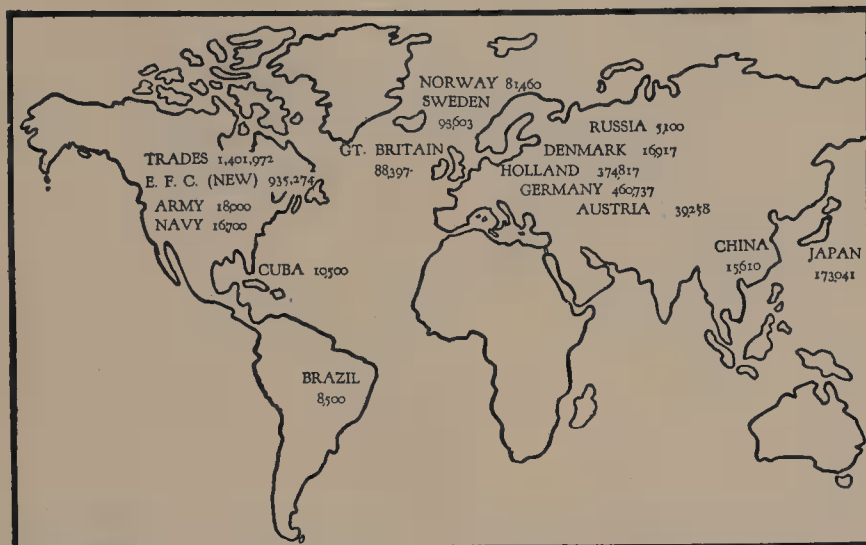 NORWAY 81,460
SWEDEN
93,603
RUSSIA 5,100
TRADES 1,401,972
GT. BRITAIN
88,397
DENMARK 16,917
E. F. C. (NEW) 935,274
HOLLAND 374,817
GERMANY 460,737
ARMY 18,000
NAVY 16,700
AUSTRIA 39,258
CHINA
15,610
JAPAN
173,041
CUBA 10,500
BRAZIL
8,500